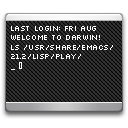 LAST LOGIN: FRI AUG
WELCOME TO DARWIN!
LS /USR/SHARE/EMACS/
21.2/LISP/PLAY/